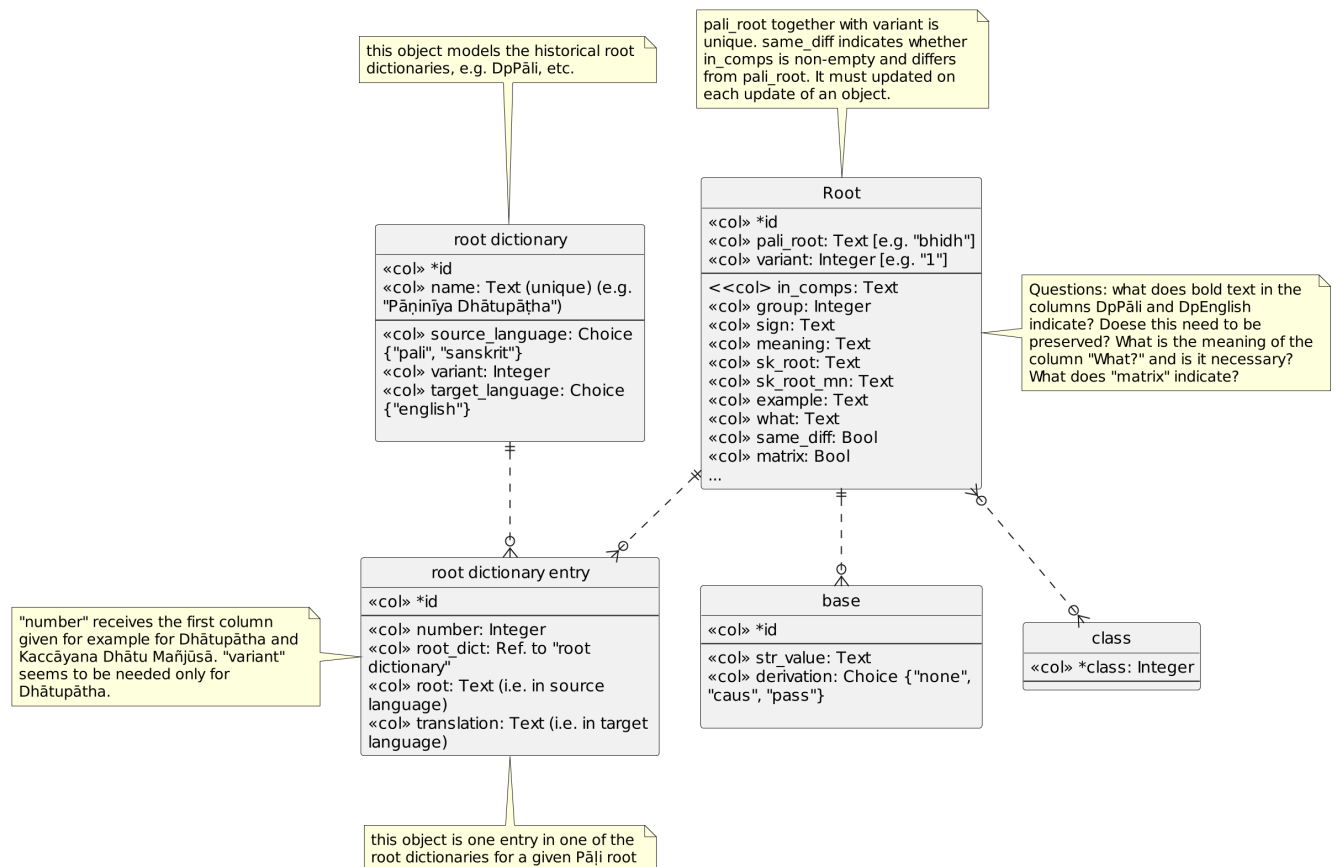 pali_root together with variant is
unique. same_diff indicates whether
in_comps is non-empty and differs
from pali_root. It must updated on
each update of an object.
this object models the historical root
dictionaries, e.g. DpPāli, etc.
Root
«col» *id
«col» pali_root: Text [e.g. "bhidh"]
«col» variant: Integer [e.g. "1"]
<<col> in_comps: Text
«col» group: Integer
«col» sign: Text
«col» meaning: Text
«col» sk_root: Text
«col» sk_root_mn: Text
«col» example: Text
«col» what: Text
«col» same_diff: Bool
«col» matrix: Bool
...
root dictionary
«col» *id
«col» name: Text (unique) (e.g.
"Pāṇinīya Dhātupāṭha")
«col» source_language: Choice
{"pali", "sanskrit"}
«col» variant: Integer
«col» target_language: Choice
{"english"}
Questions: what does bold text in the
columns DpPāli and DpEnglish
indicate? Doese this need to be
preserved? What is the meaning of the
column "What?" and is it necessary?
What does "matrix" indicate?
root dictionary entry
«col» *id
«col» number: Integer
«col» root_dict: Ref. to "root
dictionary"
«col» root: Text (i.e. in source
language)
«col» translation: Text (i.e. in target
language)
base
«col» *id
«col» str_value: Text
«col» derivation: Choice {"none",
"caus", "pass"}
class
«col» *class: Integer
"number" receives the first column
given for example for Dhātupātha and
Kaccāyana Dhātu Mañjūsā. "variant"
seems to be needed only for
Dhātupātha.
this object is one entry in one of the
root dictionaries for a given Pāḷi root